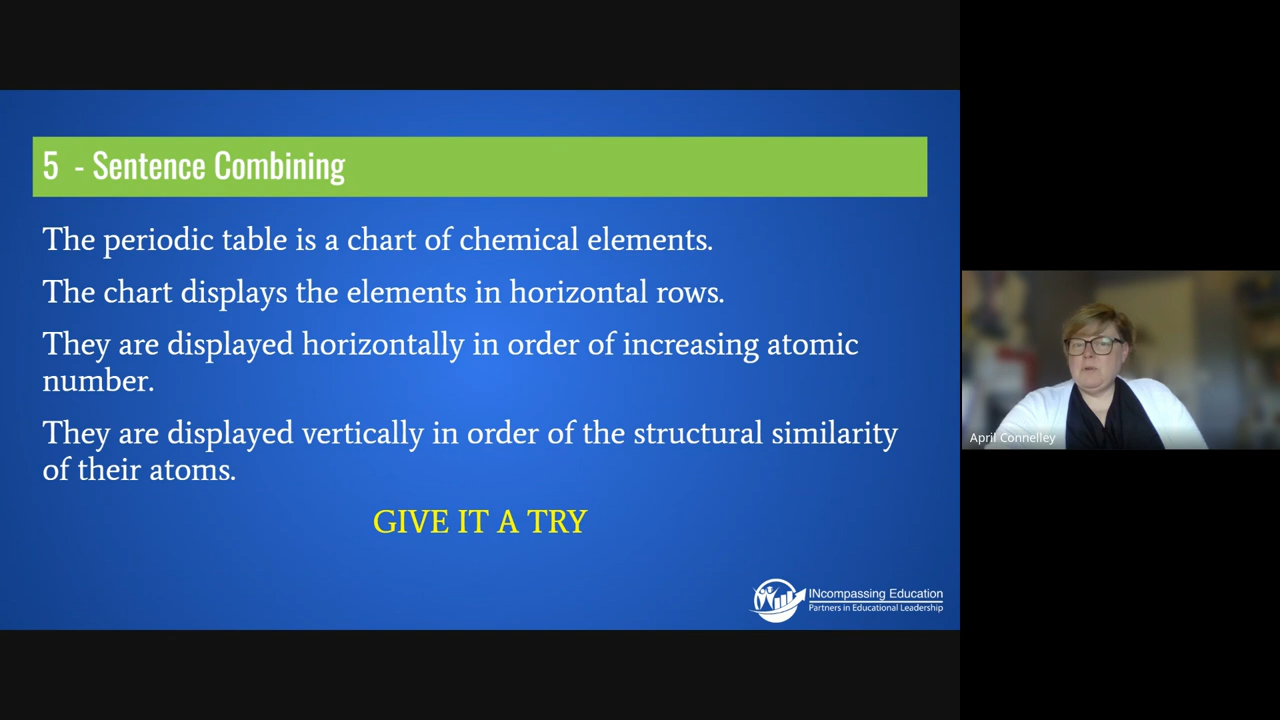 5 - Sentence Combining
The periodic table is a chart of chemical elements.
The chart displays the elements in horizontal rows.
They are displayed horizontally in order of increasing atomic
number.
They are displayed vertically in order of the structural similarity
of their atoms.
GIVE IT A TRY
INcompassing Education
Partners in Educational Leadership
April Connelley